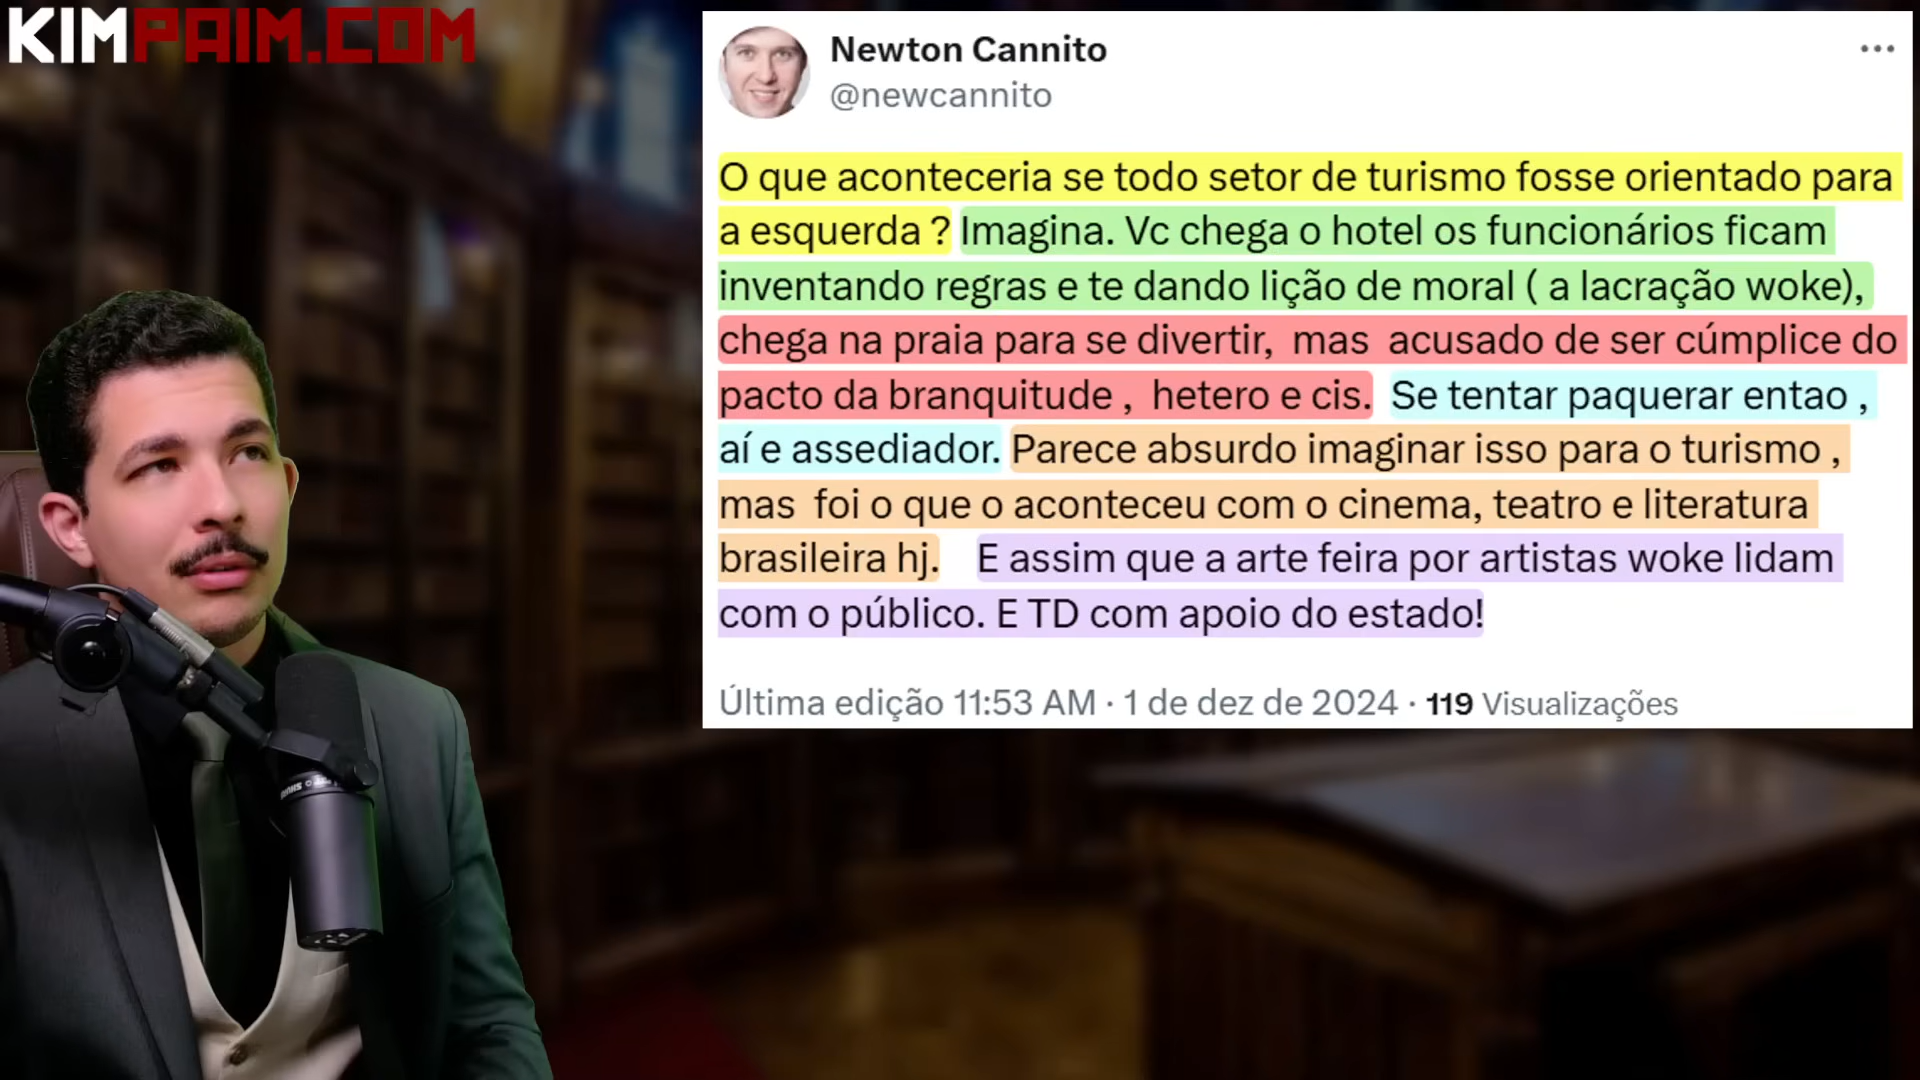 KIMPAIM.COM
Newton Cannito
@newcannito
O que aconteceria se todo setor de turismo fosse orientado para
a esquerda ? Imagina. Vc chega o hotel os funcionários ficam
inventando regras e te dando lição de moral ( a lacração woke),
chega na praia para se divertir,  mas  acusado de ser cúmplice do
pacto da branquitude ,  hetero e cis.  Se tentar paquerar entao ,
aí e assediador. Parece absurdo imaginar isso para o turismo ,
mas  foi o que o aconteceu com o cinema, teatro e literatura
brasileira hj.   E assim que a arte feira por artistas woke lidam
com o público. E TD com apoio do estado!
Última edição 11:53 AM · 1 de dez de 2024 · 119 Visualizações